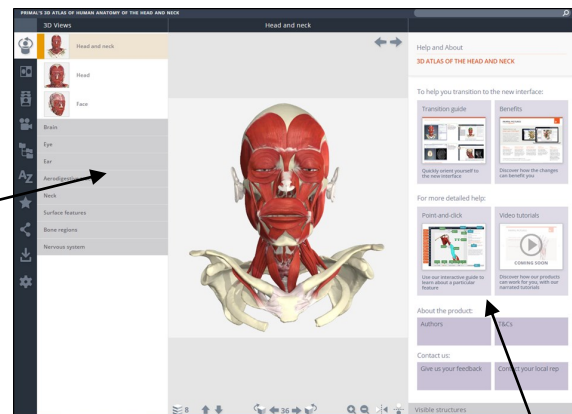 PRIMAL'S 3D ATLAS OF HUMAN ANATOMY OF THE HEAD AND NECK
3D Views
Head and neck
Head and neck
Head
Face
Brain
Eye
Ear
Aerodigestive
Neck
Surface features
Bone regions
Nervous system
AZ
8
36
Help and About
3D ATLAS OF THE HEAD AND NECK
To help you transition to the new interface:
Transition guide
Benefits
Quickly orient yourself to
the new interface
Discover how the changes
can benefit you
For more detailed help:
Point-and-click
Video tutorials
COMING SOON
Use our interactive guide to
learn about a particular
feature
Discover how our products
can work for you, with our
narrated tutorials
About the product:
Authors
T&Cs
Contact us:
Give us your feedback
Contact your local rep
Visible structures